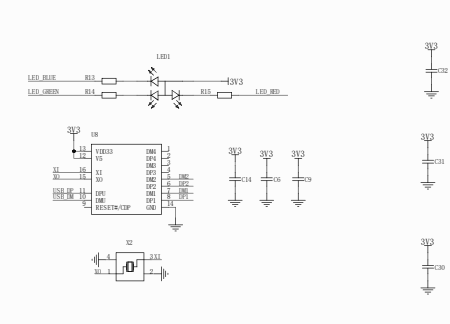 LED1
LED_BLUE R13
3V3
LED_GREEN R14 R15 LED_RED
3V3
C32
3V3 U8
13 VDD33 DM4 1
12 V5 DP4 2
DM3 3
XI 16 XI DP3 4
XO 15 XO DM2 5 DM2
DP2 6 DP2
USB_DP 11 DPU DM1 7 DM1
USB_DM 10 DMU DP1 8 DP1
9 RESET#/CDP GND 14
3V3 3V3 3V3
C14 C6 C9
3V3
C31
X2
4 3 XI
XO 1 2
3V3
C30